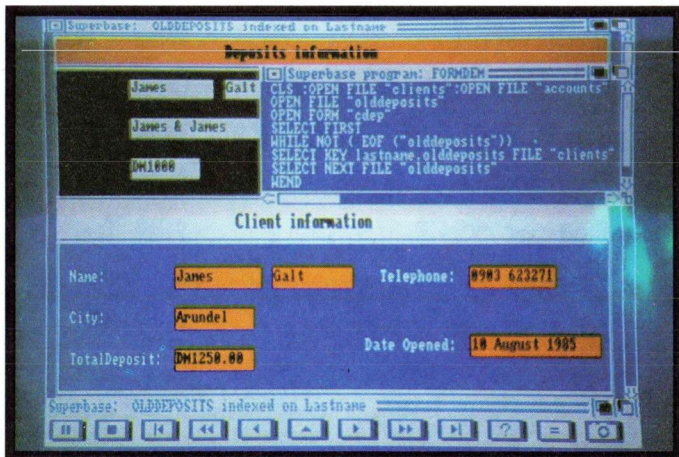 Superbase: OLDDEPOSITS indexed on Lastname
Deposits information
James Galt
James & James
DM1000
Superbase program: FORMDEM
CLS :OPEN FILE "clients":OPEN FILE "accounts"
OPEN FILE "olddeposits"
OPEN FORM "cdep"
SELECT FIRST
WHILE NOT ( EOF ("olddeposits"))
SELECT KEY lastname.olddeposits FILE "clients"
SELECT NEXT FILE "olddeposits"
WEND
Client information
Name: James Galt Telephone: 0903 623271
City: Arundel
Date Opened: 10 August 1985
TotalDeposit: DM1250.00
Superbase: OLDDEPOSITS indexed on Lastname
? =